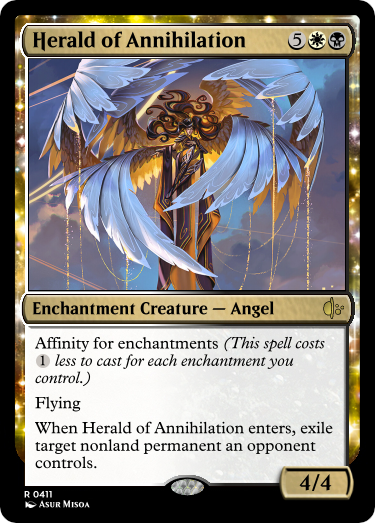 Herald of Annihilation 5
Enchantment Creature — Angel
Affinity for enchantments (This spell costs
1 less to cast for each enchantment you
control.)
Flying
When Herald of Annihilation enters, exile
target nonland permanent an opponent
controls.
4/4
R 0411
Asur Misoa